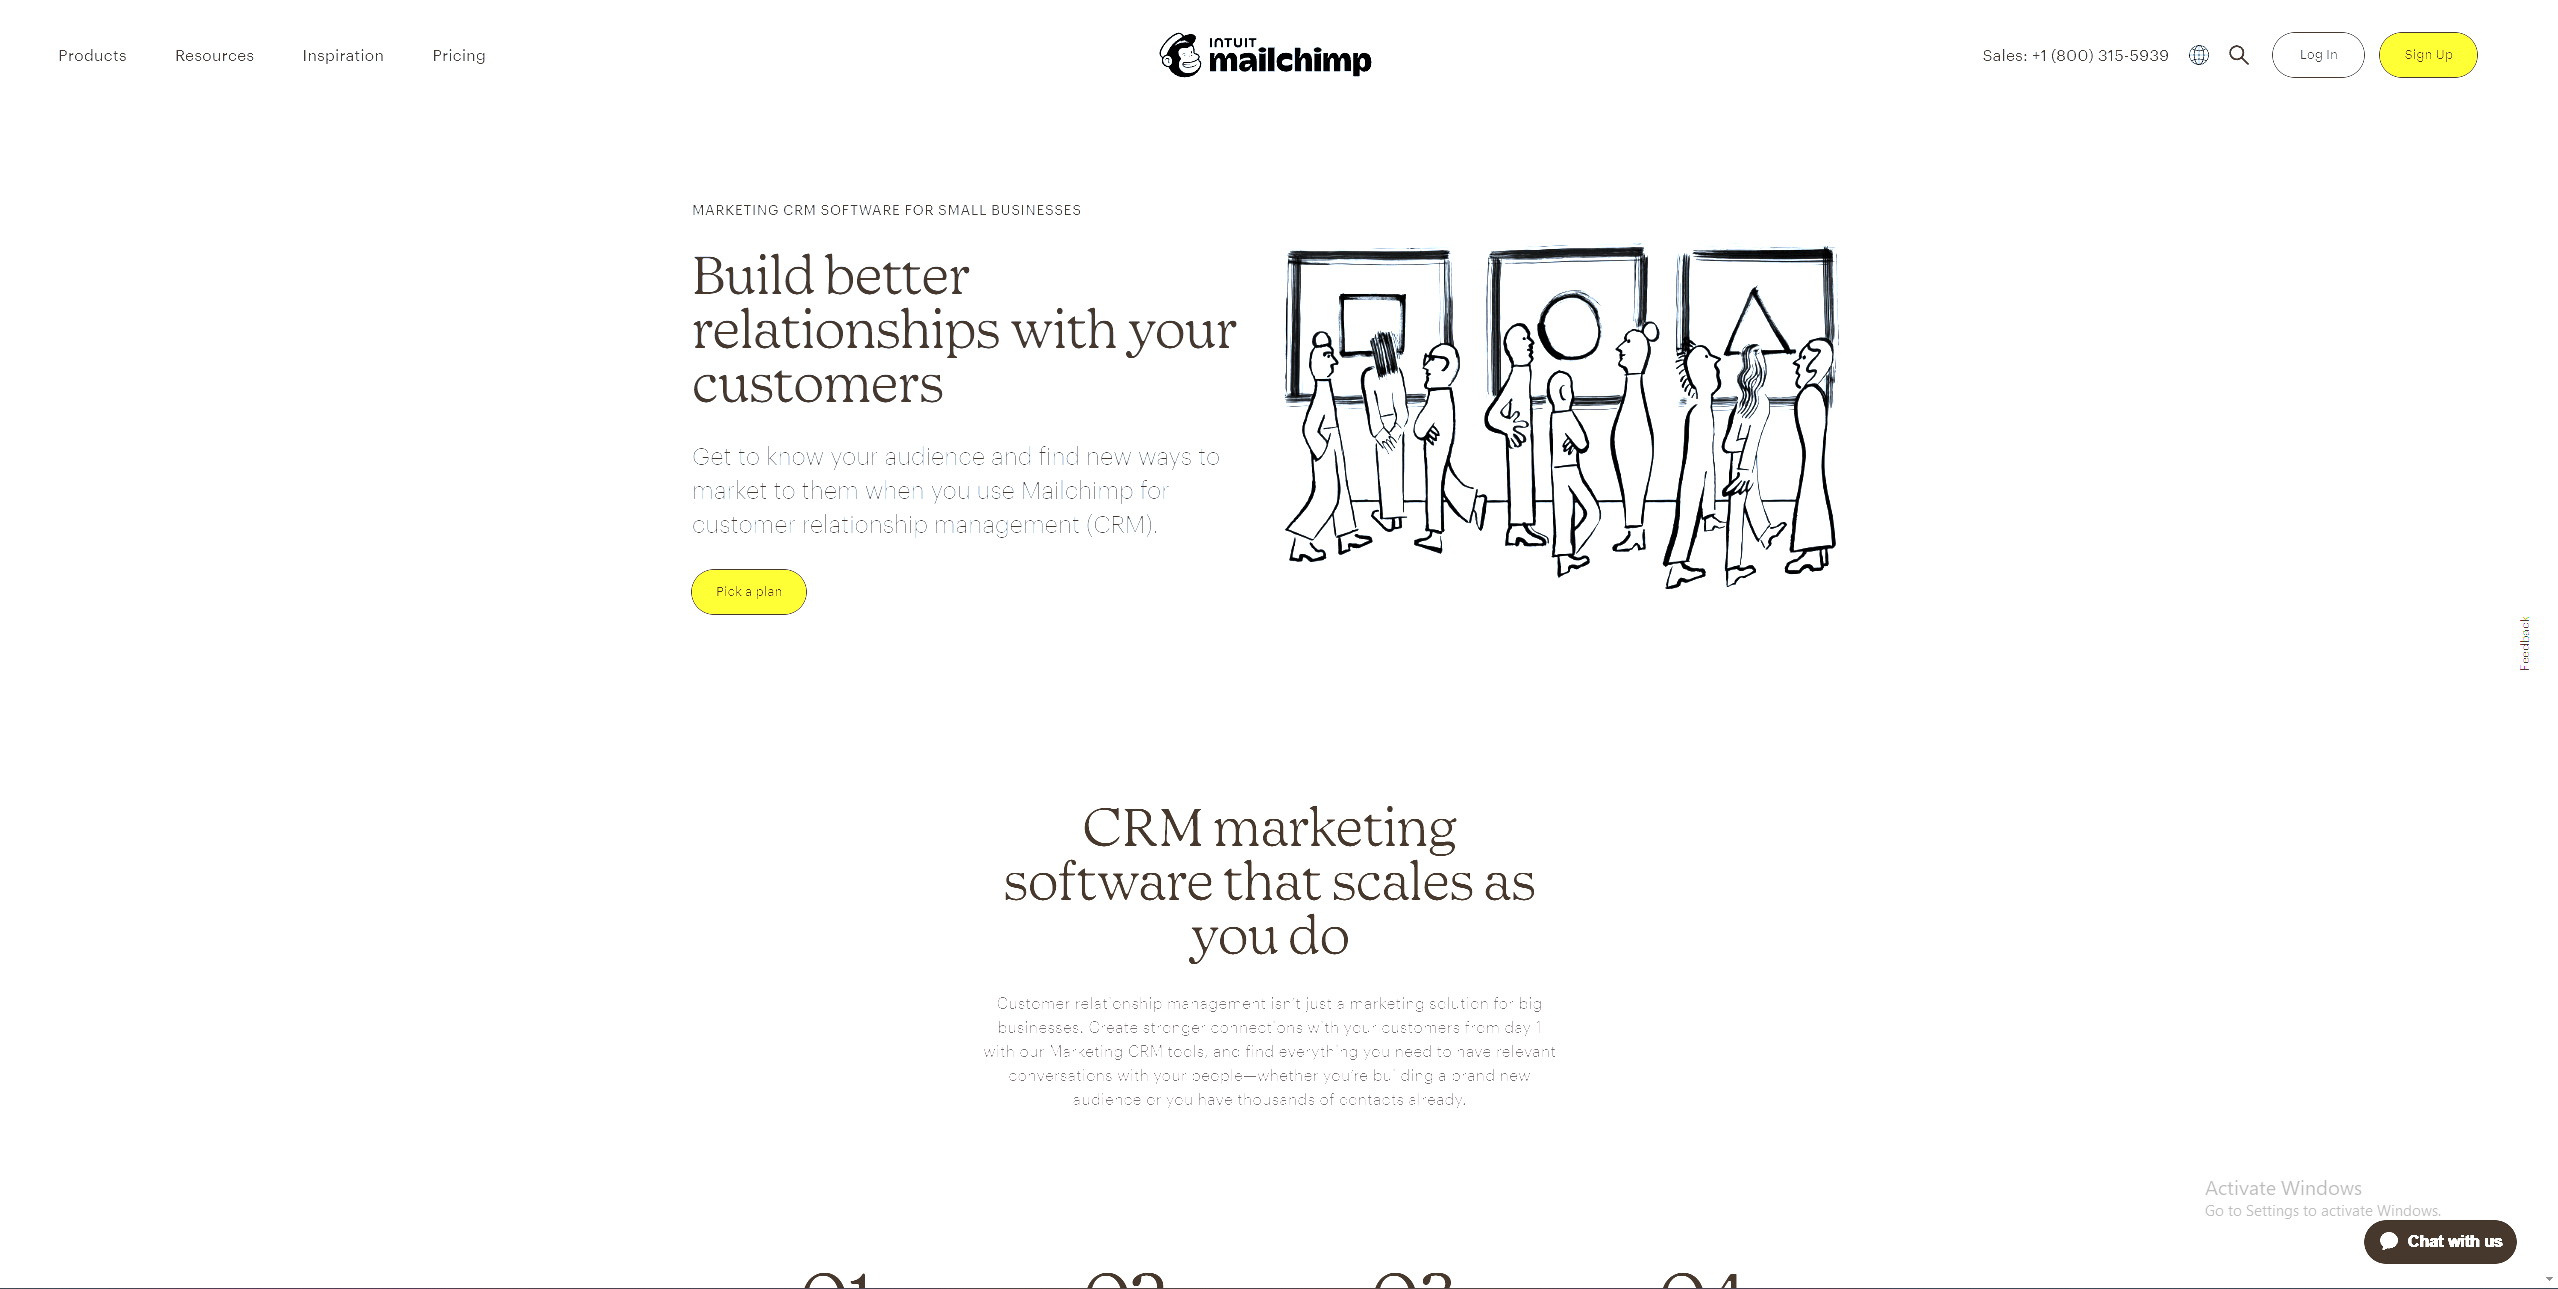 Products Resources Inspiration Pricing
INTUIT
mailchimp
Sales: +1 (800) 315-5939
Log In
Sign Up
MARKETING CRM SOFTWARE FOR SMALL BUSINESSES
Build better
relationships with your
customers
Get to know your audience and find new ways to
market to them when you use Mailchimp for
customer relationship management (CRM).
Pick a plan
Feedback
CRM marketing
software that scales as
you do
Customer relationship management isn't just a marketing solution for big
businesses. Create stronger connections with your customers from day 1
with our Marketing CRM tools, and find everything you need to have relevant
conversations with your people—whether you're building a brand new
audience or you have thousands of contacts already.
Activate Windows
Go to Settings to activate Windows.
Chat with us
01 02 03 04